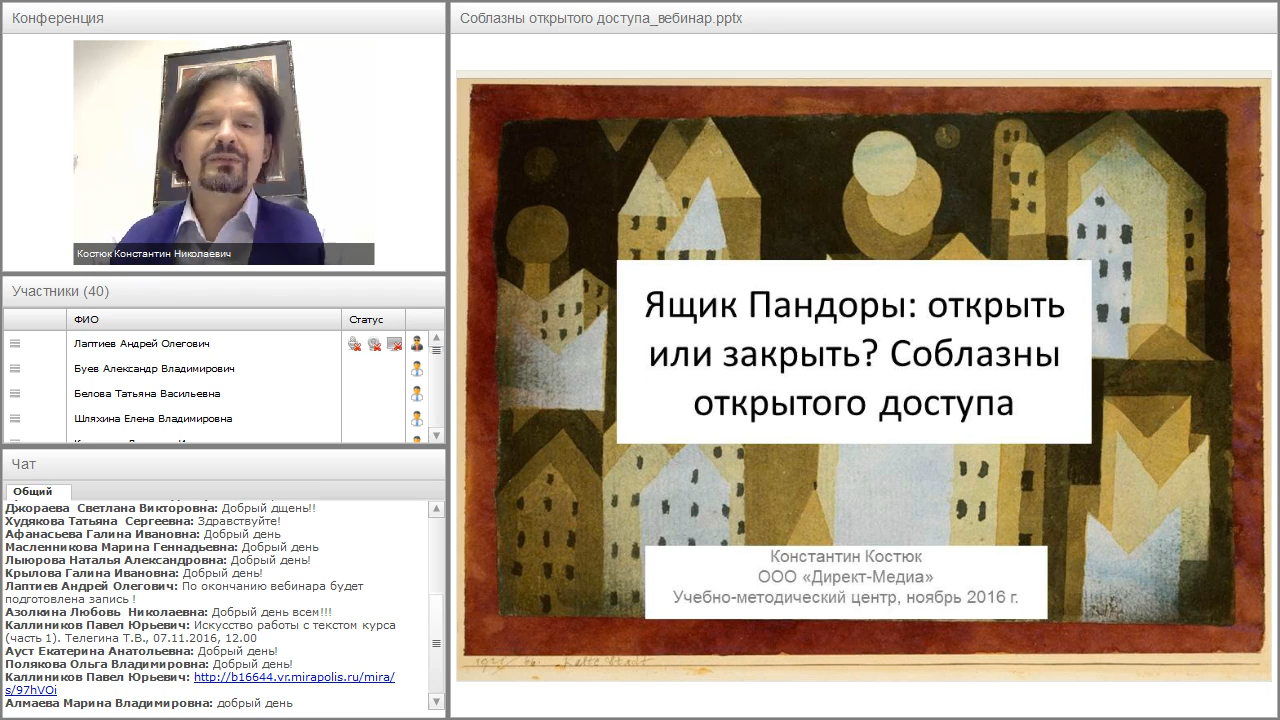 Конференция
Костюк Константин Николаевич
Участники (40)
ФИО
Статус
Лаптиев Андрей Олегович
Буев Александр Владимирович
Белова Татьяна Васильевна
Шляхина Елена Владимировна
Чат
Общий
Джораева Светлана Викторовна: Добрый дщень!!
Худякова Татьяна Сергеевна: Здравствуйте!
Афанасьева Галина Ивановна: Добрый день
Масленникова Марина Геннадьевна: Добрый день
Лыюрова Наталья Александровна: Добрый день!
Крылова Галина Ивановна: Добрый день!
Лаптиев Андрей Олегович: По окончанию вебинара будет
подготовлена запись !
Азолкина Любовь Николаевна: Добрый день всем!!!
Каллиников Павел Юрьевич: Искусство работы с текстом курса
(часть 1). Телегина Т.В., 07.11.2016, 12.00
Ауст Екатерина Анатольевна: Добрый день!
Полякова Ольга Владимировна: Добрый день!
Каллиников Павел Юрьевич: http://b16644.vr.mirapolis.ru/mira/
s/97hVOi
Алмаева Марина Владимировна: добрый день
Соблазны открытого доступа_вебинар.pptx
Ящик Пандоры: открыть
или закрыть? Соблазны
открытого доступа
Константин Костюк
ООО «Директ-Медиа»
Учебно-методический центр, ноябрь 2016 г.